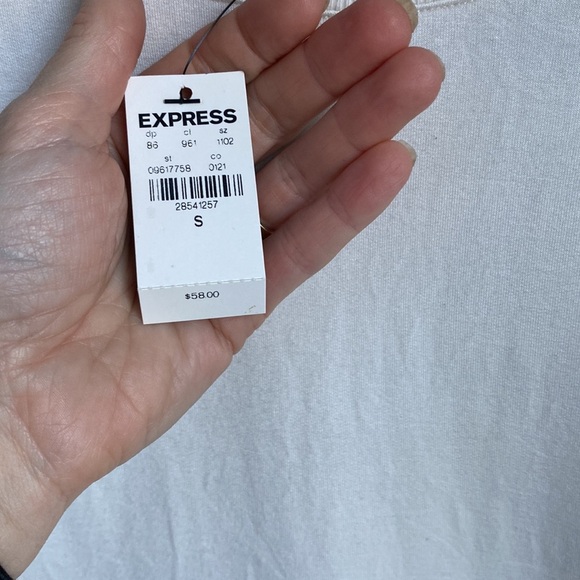 EXPRESS
dp cl sz
86 961 1102
st co
09617758 0121
28541257
S
$58.00